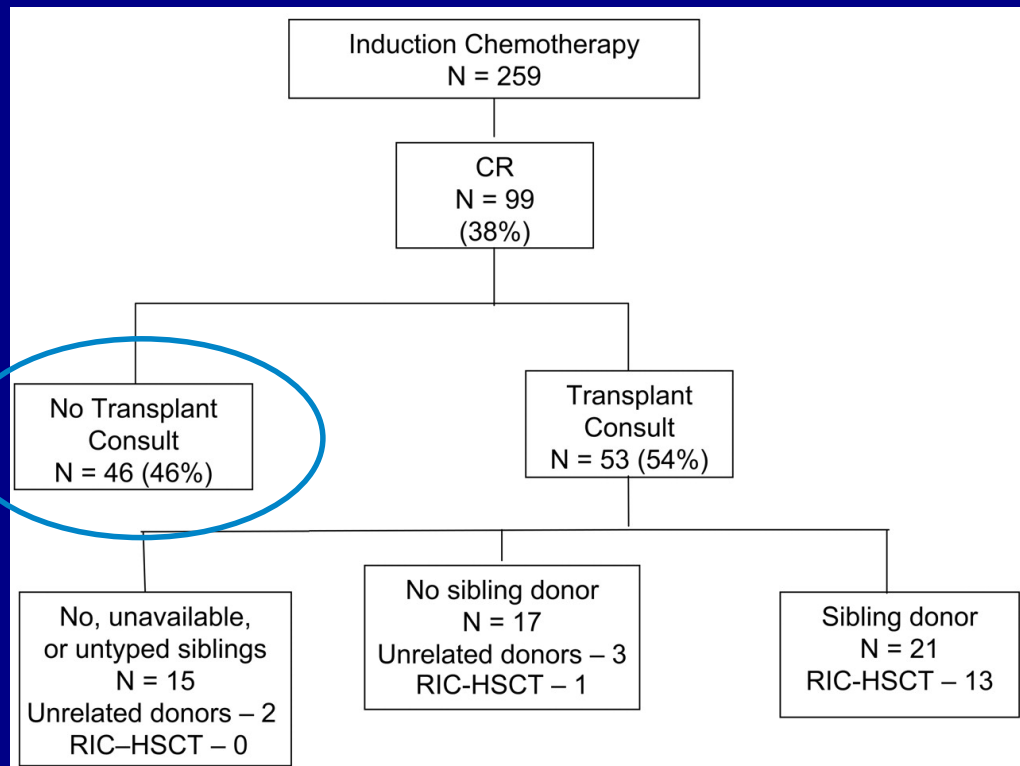 Induction Chemotherapy
N = 259
CR
N = 99
(38%)
No Transplant
Consult
N = 46 (46%)
Transplant
Consult
N = 53 (54%)
No, unavailable,
or untyped siblings
N = 15
Unrelated donors – 2
RIC–HSCT – 0
No sibling donor
N = 17
Unrelated donors – 3
RIC-HSCT – 1
Sibling donor
N = 21
RIC-HSCT – 13